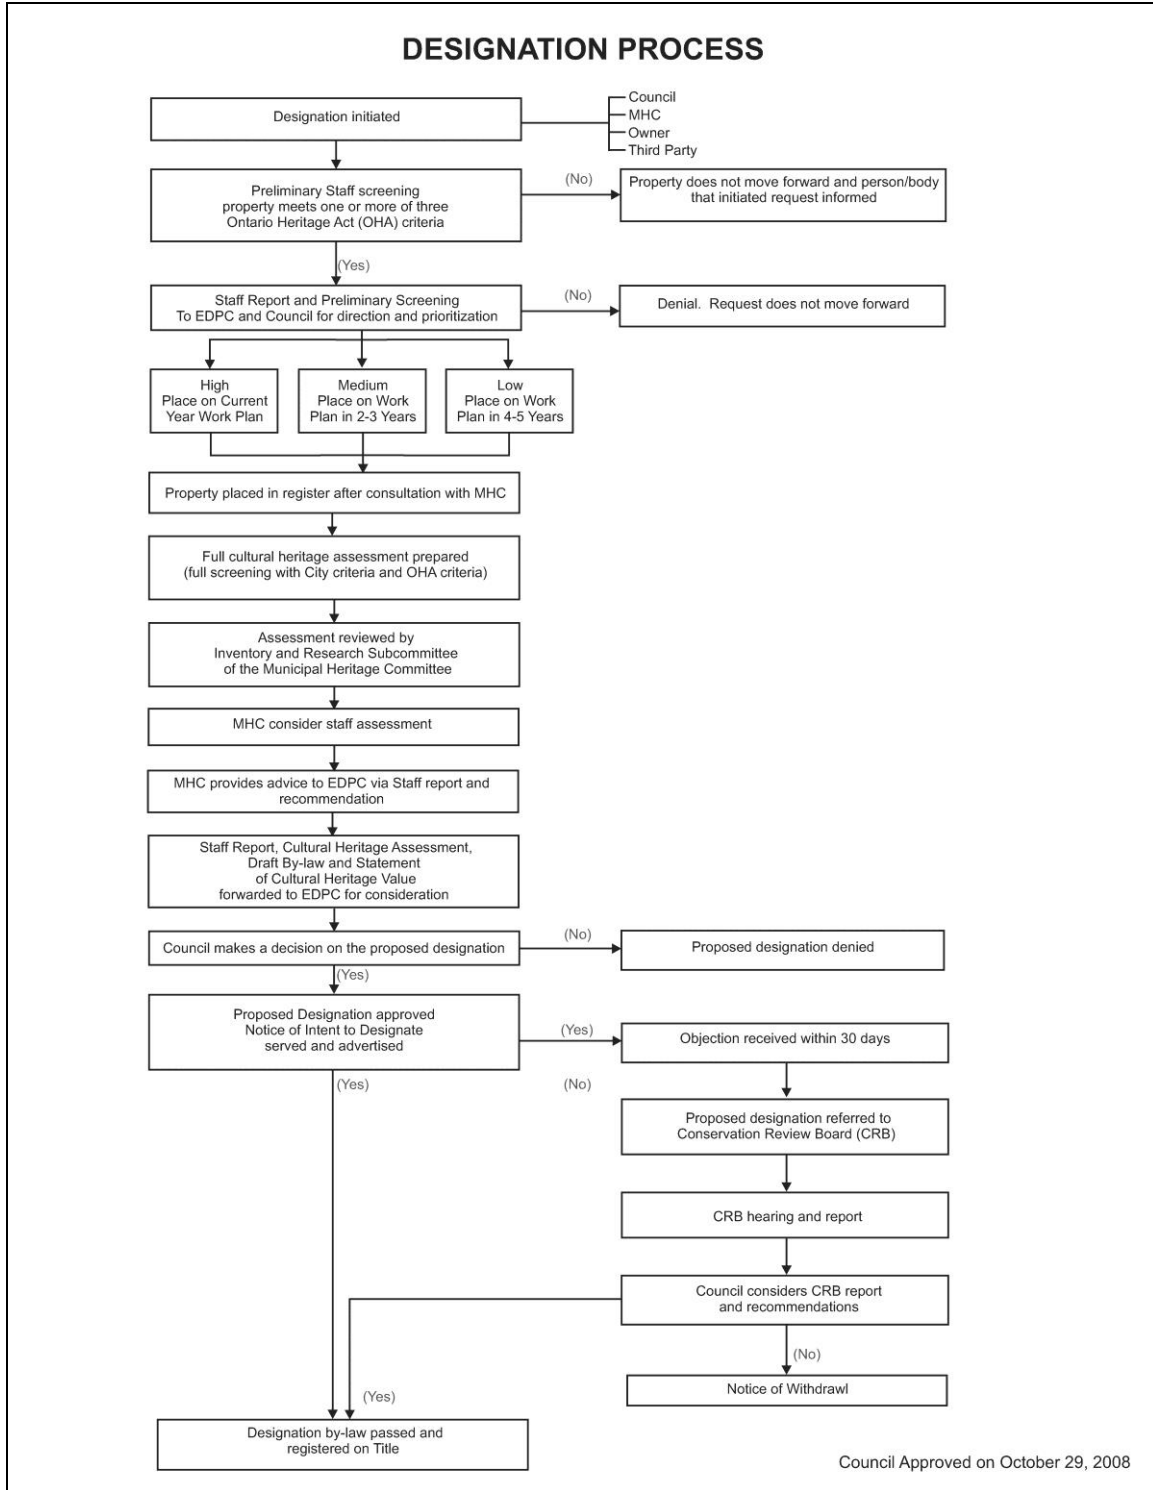 DESIGNATION PROCESS
Designation initiated
Council
MHC
Owner
Third Party
Preliminary Staff screening
property meets one or more of three
Ontario Heritage Act (OHA) criteria
(No)
Property does not move forward and person/body
that initiated request informed
(Yes)
Staff Report and Preliminary Screening
To EDPC and Council for direction and prioritization
(No)
Denial. Request does not move forward
High
Place on Current
Year Work Plan
Medium
Place on Work
Plan in 2-3 Years
Low
Place on Work
Plan in 4-5 Years
Property placed in register after consultation with MHC
Full cultural heritage assessment prepared
(full screening with City criteria and OHA criteria)
Assessment reviewed by
Inventory and Research Subcommittee
of the Municipal Heritage Committee
MHC consider staff assessment
MHC provides advice to EDPC via Staff report and
recommendation
Staff Report, Cultural Heritage Assessment,
Draft By-law and Statement
of Cultural Heritage Value
forwarded to EDPC for consideration
Council makes a decision on the proposed designation
(No)
Proposed designation denied
(Yes)
Proposed Designation approved
Notice of Intent to Designate
served and advertised
(Yes)
Objection received within 30 days
(Yes)
(No)
Proposed designation referred to
Conservation Review Board (CRB)
CRB hearing and report
Council considers CRB report
and recommendations
(No)
Notice of Withdrawl
(Yes)
Designation by-law passed and
registered on Title
Council Approved on October 29, 2008